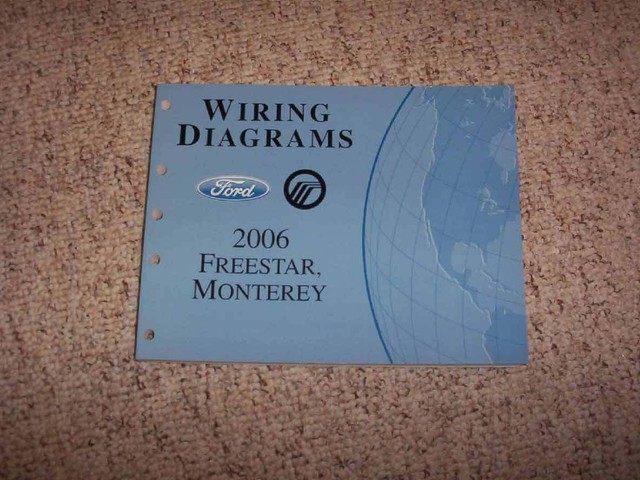 WIRING
DIAGRAMS
Ford
2006
FREESTAR,
MONTEREY